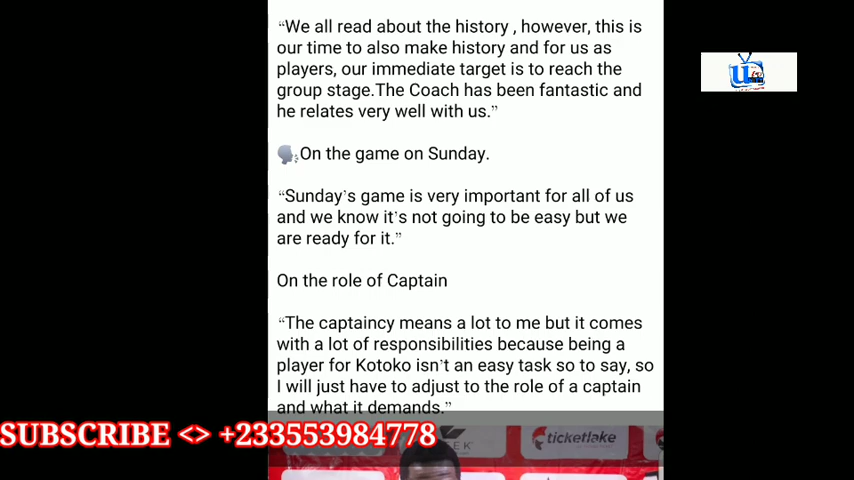 “We all read about the history , however, this is
our time to also make history and for us as
players, our immediate target is to reach the
group stage.The Coach has been fantastic and
he relates very well with us.”
🗣️On the game on Sunday.
“Sunday’s game is very important for all of us
and we know it’s not going to be easy but we
are ready for it.”
On the role of Captain
“The captaincy means a lot to me but it comes
with a lot of responsibilities because being a
player for Kotoko isn’t an easy task so to say, so
I will just have to adjust to the role of a captain
and what it demands.”
SUBSCRIBE <> +233553984778
ticketlake